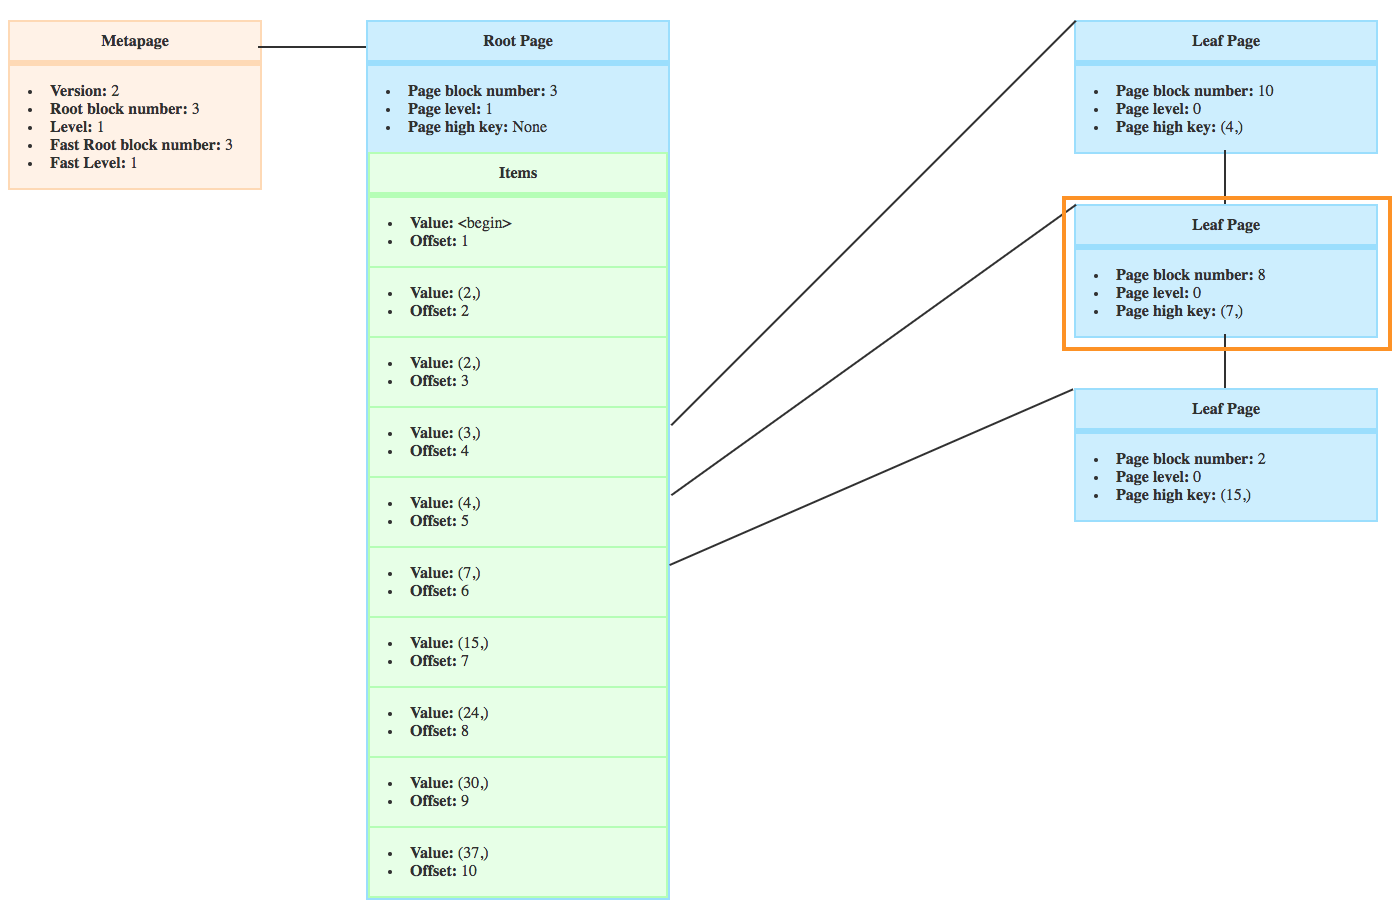 Metapage
Version: 2
Root block number: 3
Level: 1
Fast Root block number: 3
Fast Level: 1
Root Page
Page block number: 3
Page level: 1
Page high key: None
Items
Value: <begin>
Offset: 1
Value: (2,)
Offset: 2
Value: (2,)
Offset: 3
Value: (3,)
Offset: 4
Value: (4,)
Offset: 5
Value: (7,)
Offset: 6
Value: (15,)
Offset: 7
Value: (24,)
Offset: 8
Value: (30,)
Offset: 9
Value: (37,)
Offset: 10
Leaf Page
Page block number: 10
Page level: 0
Page high key: (4,)
Leaf Page
Page block number: 8
Page level: 0
Page high key: (7,)
Leaf Page
Page block number: 2
Page level: 0
Page high key: (15,)